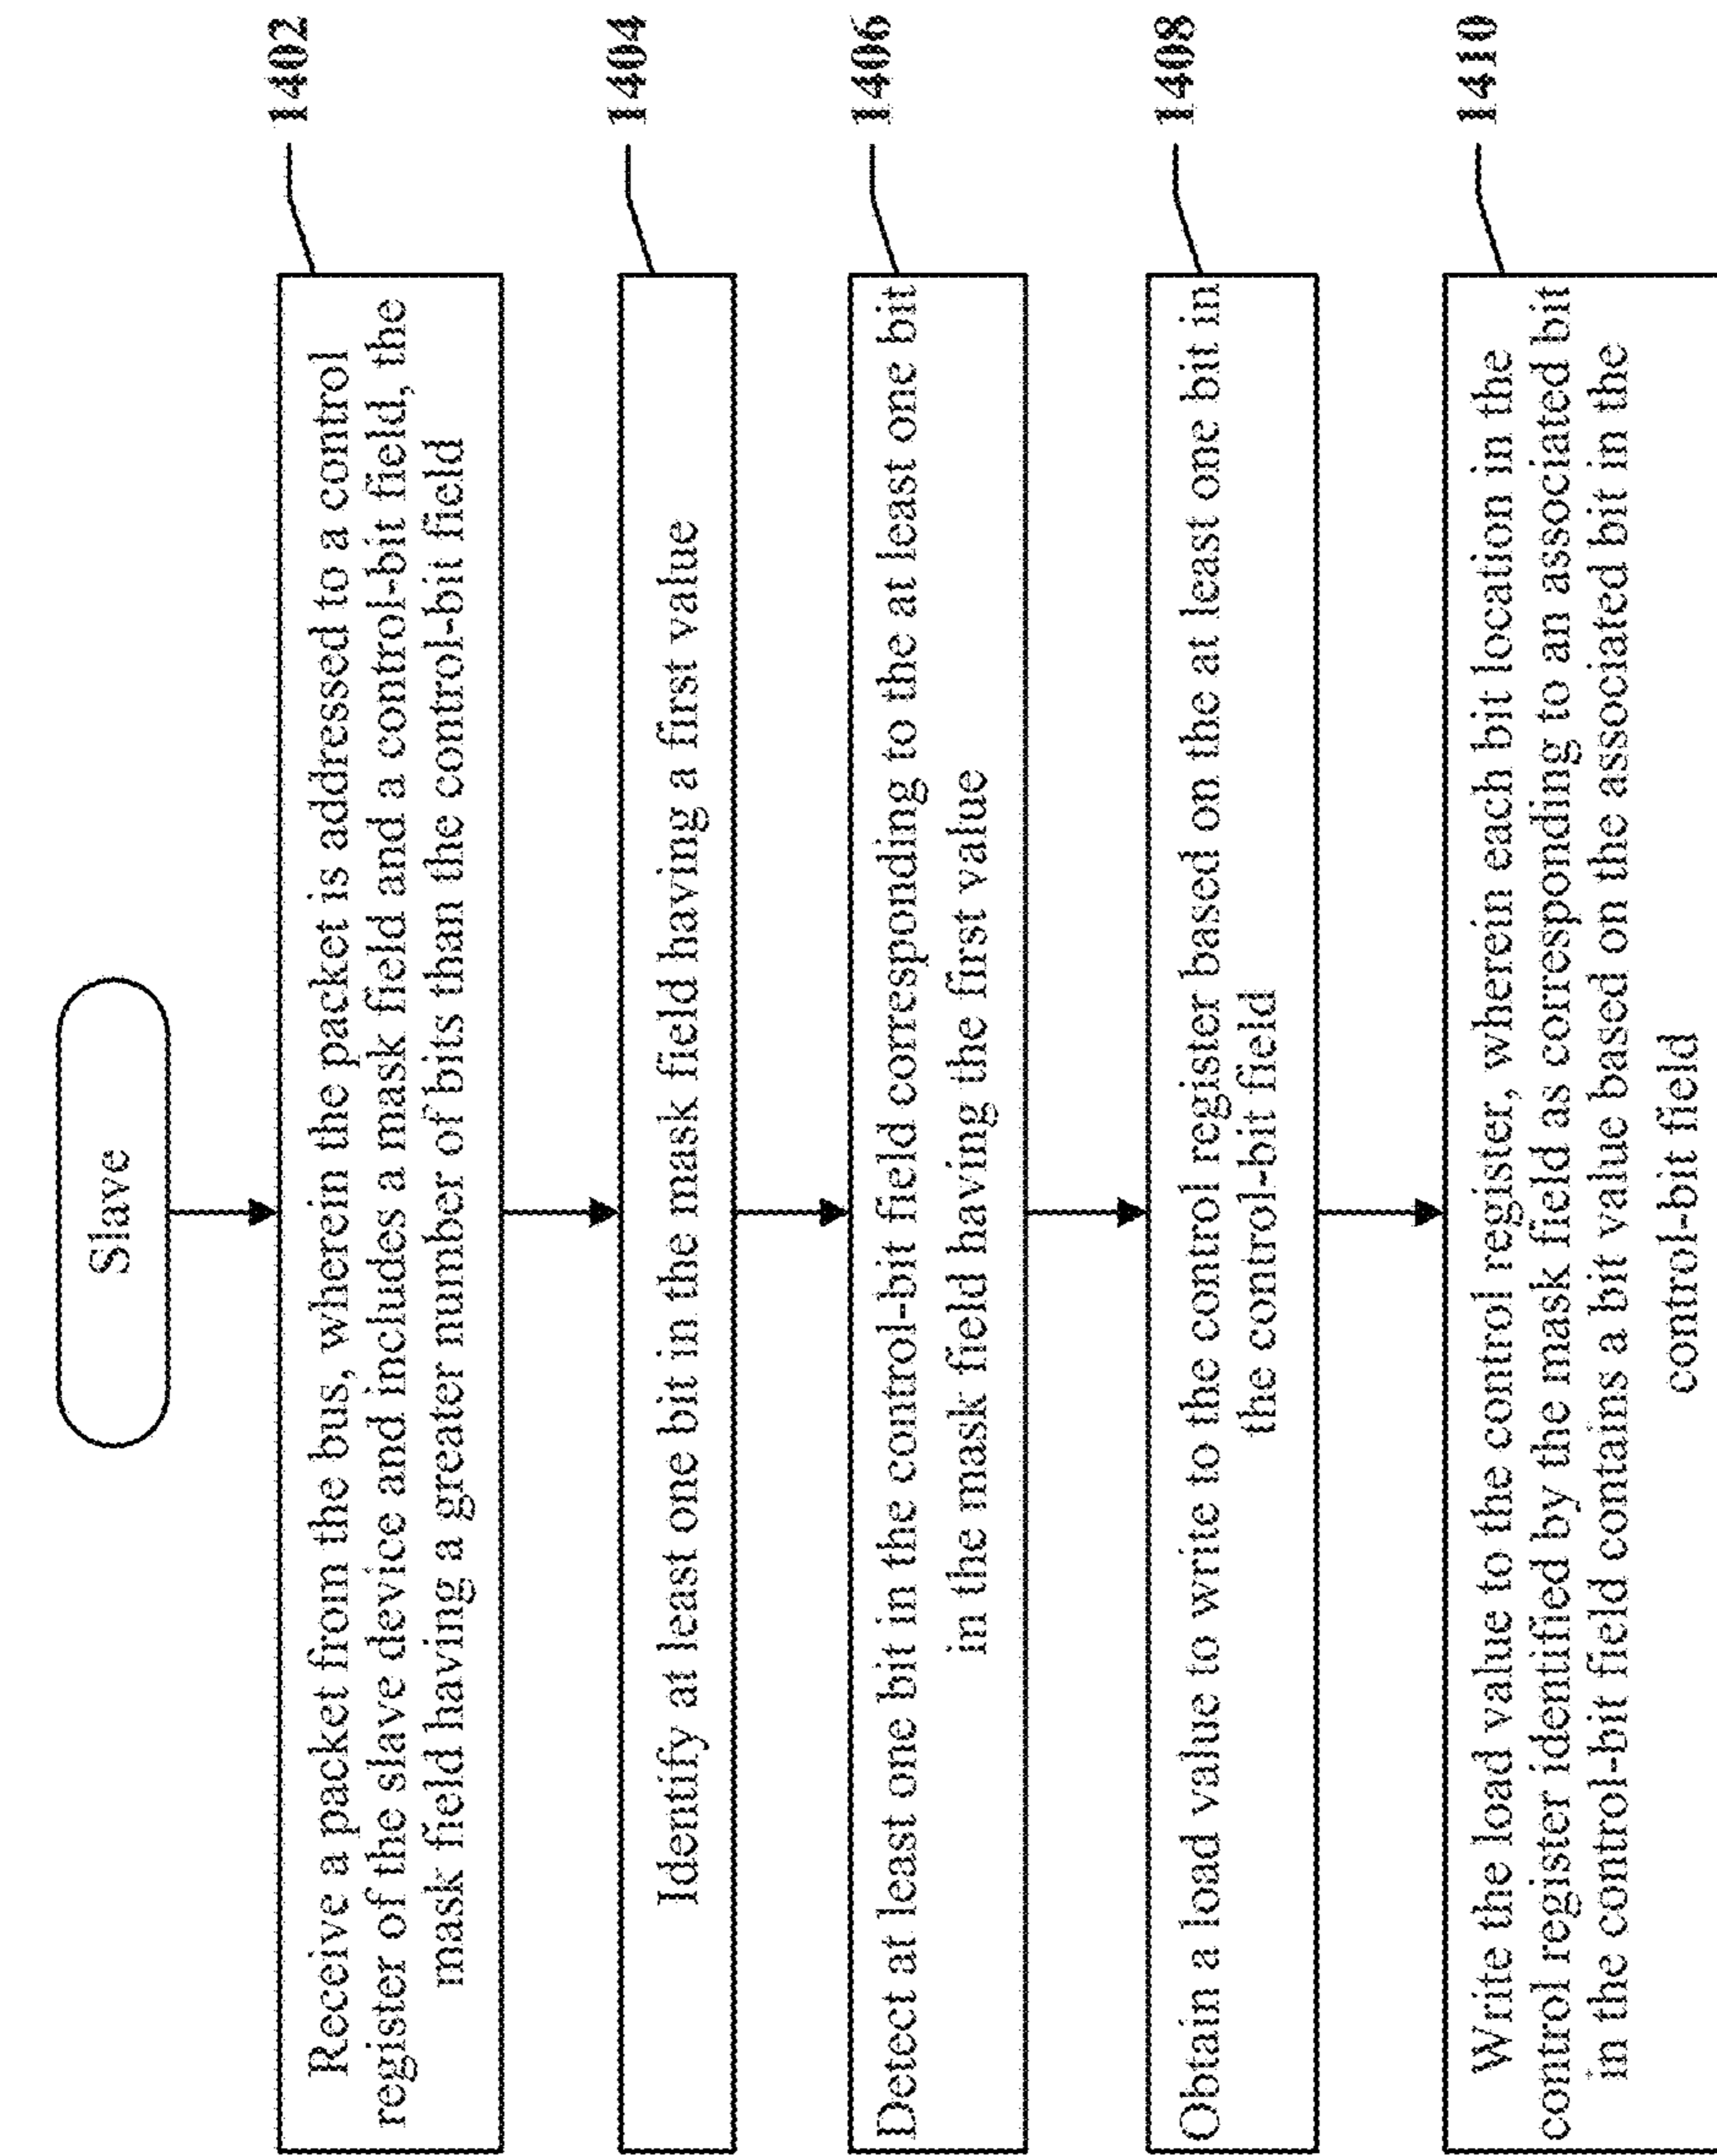 Slave
1402
Receive a packet from the bus, wherein the packet is addressed to a control
register of the slave device and includes a mask field and a control-bit field, the
mask field having a greater number of bits than the control-bit field
1404
Identify at least one bit in the mask field having a first value
1406
Detect at least one bit in the control-bit field corresponding to the at least one bit
in the mask field having the first value
1408
Obtain a load value to write to the control register based on the at least one bit in
the control-bit field
1410
Write the load value to the control register, wherein each bit location in the
control register identified by the mask field as corresponding to an associated bit
in the control-bit field contains a bit value based on the associated bit in the
control-bit field